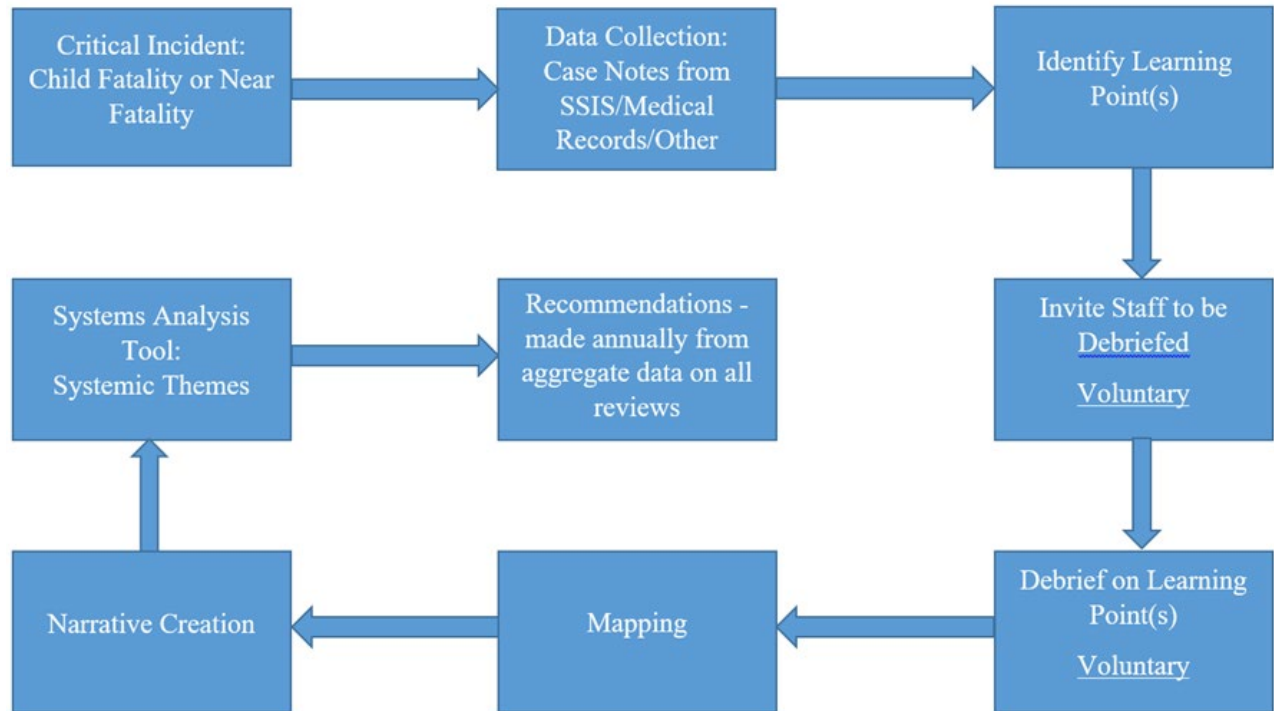 Critical Incident:
Child Fatality or Near
Fatality
Data Collection:
Case Notes from
SSIS/Medical
Records/Other
Identify Learning
Point(s)
Invite Staff to be
Debriefed
Voluntary
Debrief on Learning
Point(s)
Voluntary
Mapping
Narrative Creation
Systems Analysis
Tool:
Systemic Themes
Recommendations -
made annually from
aggregate data on all
reviews